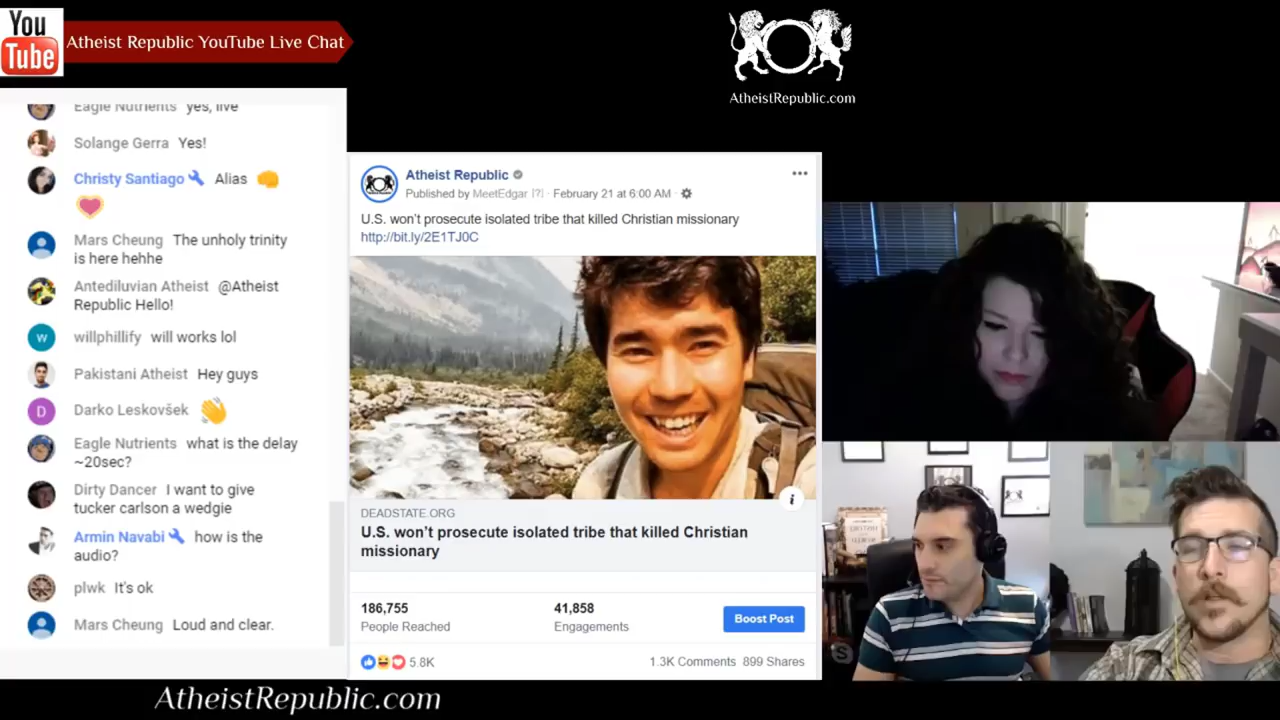 You
Tube
Atheist Republic YouTube Live Chat
AtheistRepublic.com
Eagle Nutrients yes, live
Solange Gerra Yes!
Christy Santiago Alias
Mars Cheung The unholy trinity
is here hehhe
Antediluvian Atheist @Atheist
Republic Hello!
w
willphillify will works lol
Pakistani Atheist Hey guys
D
Darko Leskovšek
Eagle Nutrients what is the delay
~20sec?
Dirty Dancer I want to give
tucker carlson a wedgie
Armin Navabi how is the
audio?
plwk It's ok
Mars Cheung Loud and clear.
Atheist Republic
Published by MeetEdgar [?] · February 21 at 6:00 AM ·
U.S. won't prosecute isolated tribe that killed Christian missionary
http://bit.ly/2E1TJ0C
i
DEADSTATE.ORG
U.S. won't prosecute isolated tribe that killed Christian
missionary
186,755
People Reached
41,858
Engagements
Boost Post
5.8K
1.3K Comments 899 Shares
AtheistRepublic.com